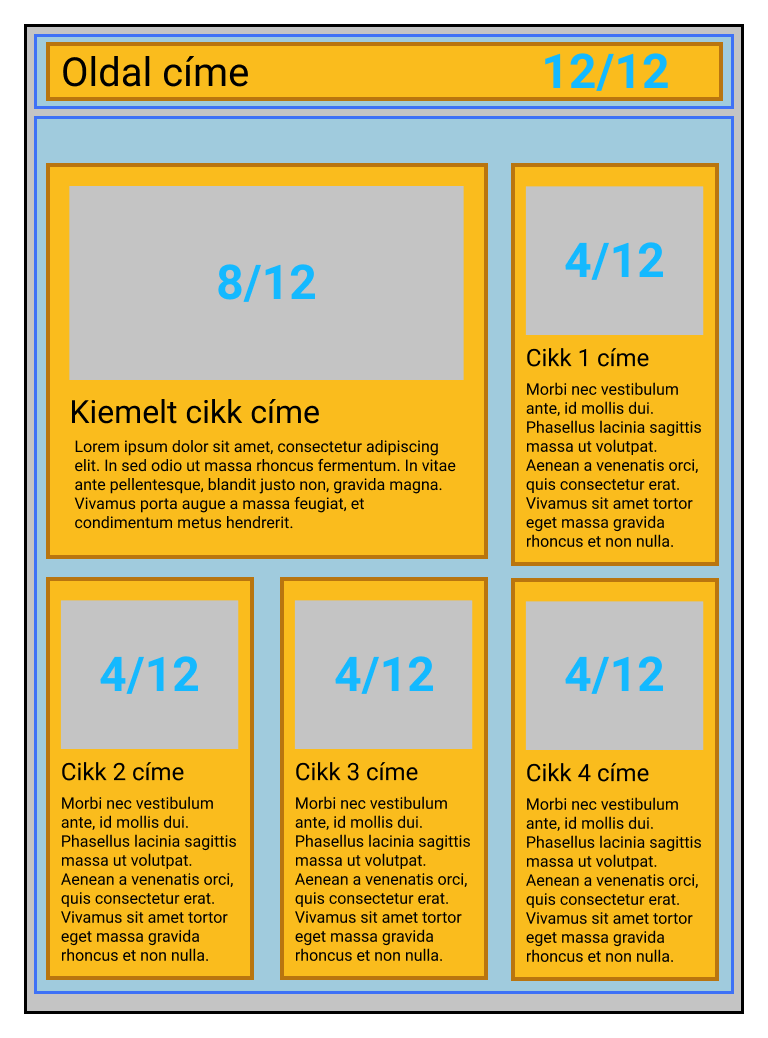 Oldal címe
12/12
8/12
Kiemelt cikk címe
Lorem ipsum dolor sit amet, consectetur adipiscing
elit. In sed odio ut massa rhoncus fermentum. In vitae
ante pellentesque, blandit justo non, gravida magna.
Vivamus porta augue a massa feugiat, et
condimentum metus hendrerit.
4/12
Cikk 1 címe
Morbi nec vestibulum
ante, id mollis dui.
Phasellus lacinia sagittis
massa ut volutpat.
Aenean a venenatis orci,
quis consectetur erat.
Vivamus sit amet tortor
eget massa gravida
rhoncus et non nulla.
4/12
Cikk 2 címe
Morbi nec vestibulum
ante, id mollis dui.
Phasellus lacinia sagittis
massa ut volutpat.
Aenean a venenatis orci,
quis consectetur erat.
Vivamus sit amet tortor
eget massa gravida
rhoncus et non nulla.
4/12
Cikk 3 címe
Morbi nec vestibulum
ante, id mollis dui.
Phasellus lacinia sagittis
massa ut volutpat.
Aenean a venenatis orci,
quis consectetur erat.
Vivamus sit amet tortor
eget massa gravida
rhoncus et non nulla.
4/12
Cikk 4 címe
Morbi nec vestibulum
ante, id mollis dui.
Phasellus lacinia sagittis
massa ut volutpat.
Aenean a venenatis orci,
quis consectetur erat.
Vivamus sit amet tortor
eget massa gravida
rhoncus et non nulla.